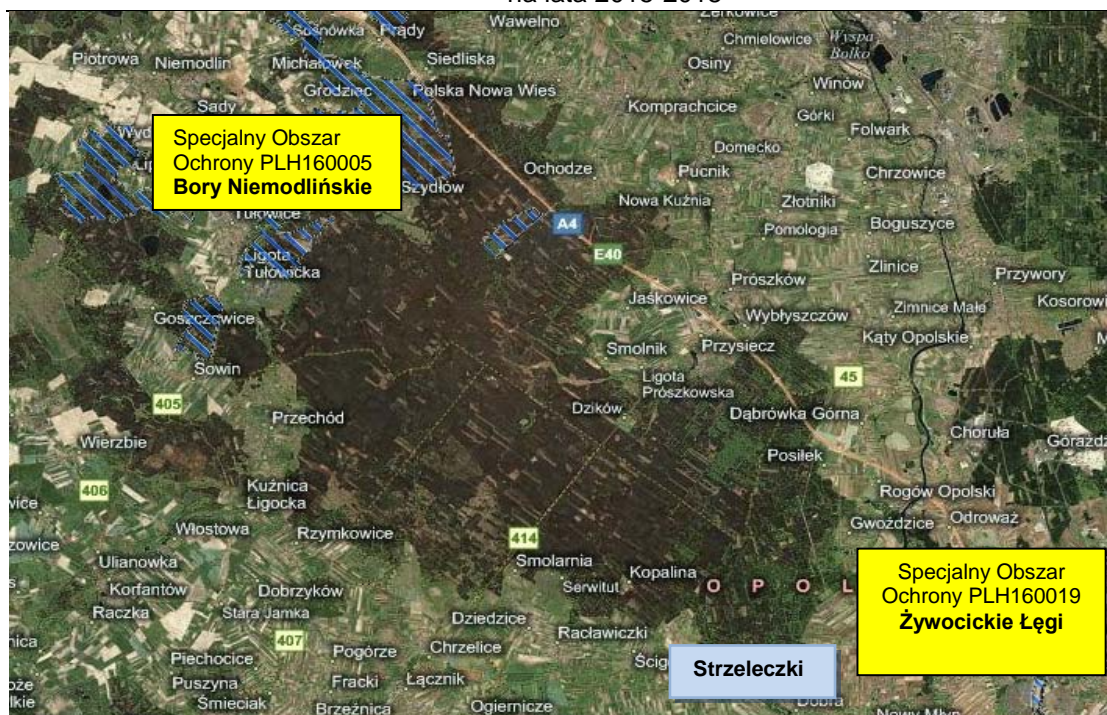 na lata
Wawelno
Żerkowice
Sosnówka
Prądy
Chmielowice
Wyspa
Bolko
Piotrowa
Niemodlin
Michałówek
Siedliska
Osiny
Winów
Grodziec
Polska Nowa Wieś
Sady
Komprachcice
Górki
Folwark
Specjalny Obszar
Ochrony PLH160005
Bory Niemodlińskie
Domecko
Ochodze
Pucnik
Chrzowice
Szydłów
Nowa Kuźnia
Złotniki
Tułowice
A4
Pomologia
Boguszyce
E40
Ligota
Tułowicka
Zlinice
Przywory
Prószków
Jaśkowice
Kosorowi
Goszczowice
Wybłyszczów
Zimnice Małe
Kąty Opolskie
Smolnik
Przysiecz
Sowin
Ligota
Prószkowska
45
405
Dzików
Przechód
Dąbrówka Górna
Wierzbie
Choruła
Górażdż
Posiłek
Kuźnica
Ligocka
406
Rogów Opolski
Włostowa
Rzymkowice
Gwoździce
Odrowąż
414
Ulianowka
Smolarnia
Kopalina
Serwitut
O P O L
Korfantów
Dobrzyków
Specjalny Obszar
Ochrony PLH160019
Żywocickie Łęgi
Raczka
Stara Jamka
Dziedzice
407
Racławiczki
Pogórze
Chrzelice
Piechocice
Strzeleczki
Puszyna
Fracki
Łącznik
Śmieciak
Brzeźnica
Ogiernicze
Dobra
Nowy Młyn